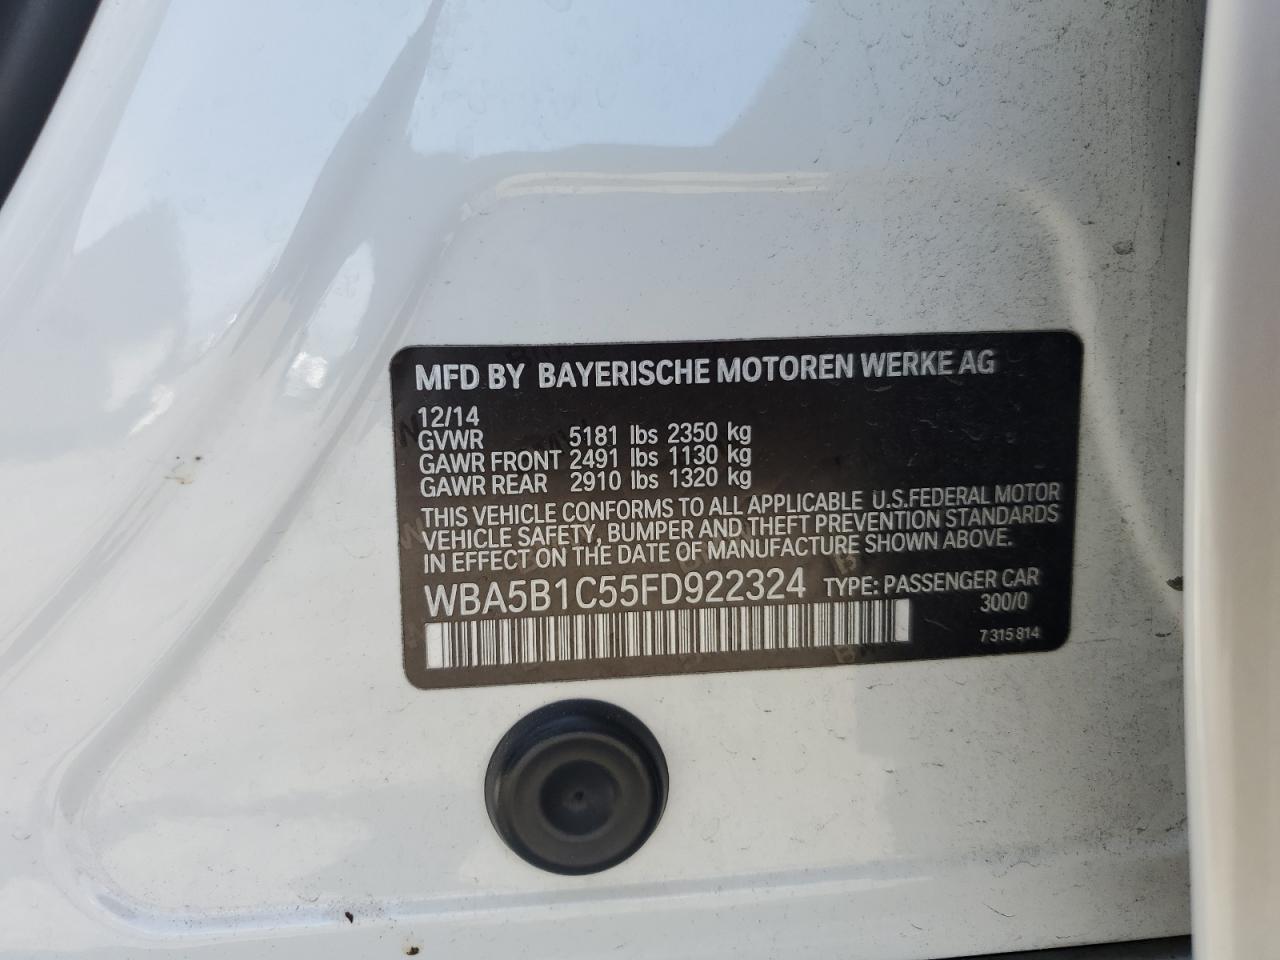 MFD BY BAYERISCHE MOTOREN WERKE AG
12/14
GVWR 5181 lbs 2350 kg
GAWR FRONT 2491 lbs 1130 kg
GAWR REAR 2910 lbs 1320 kg
THIS VEHICLE CONFORMS TO ALL APPLICABLE U.S.FEDERAL MOTOR
VEHICLE SAFETY, BUMPER AND THEFT PREVENTION STANDARDS
IN EFFECT ON THE DATE OF MANUFACTURE SHOWN ABOVE.
WBA5B1C55FD922324 TYPE: PASSENGER CAR
300/0
7 315 814